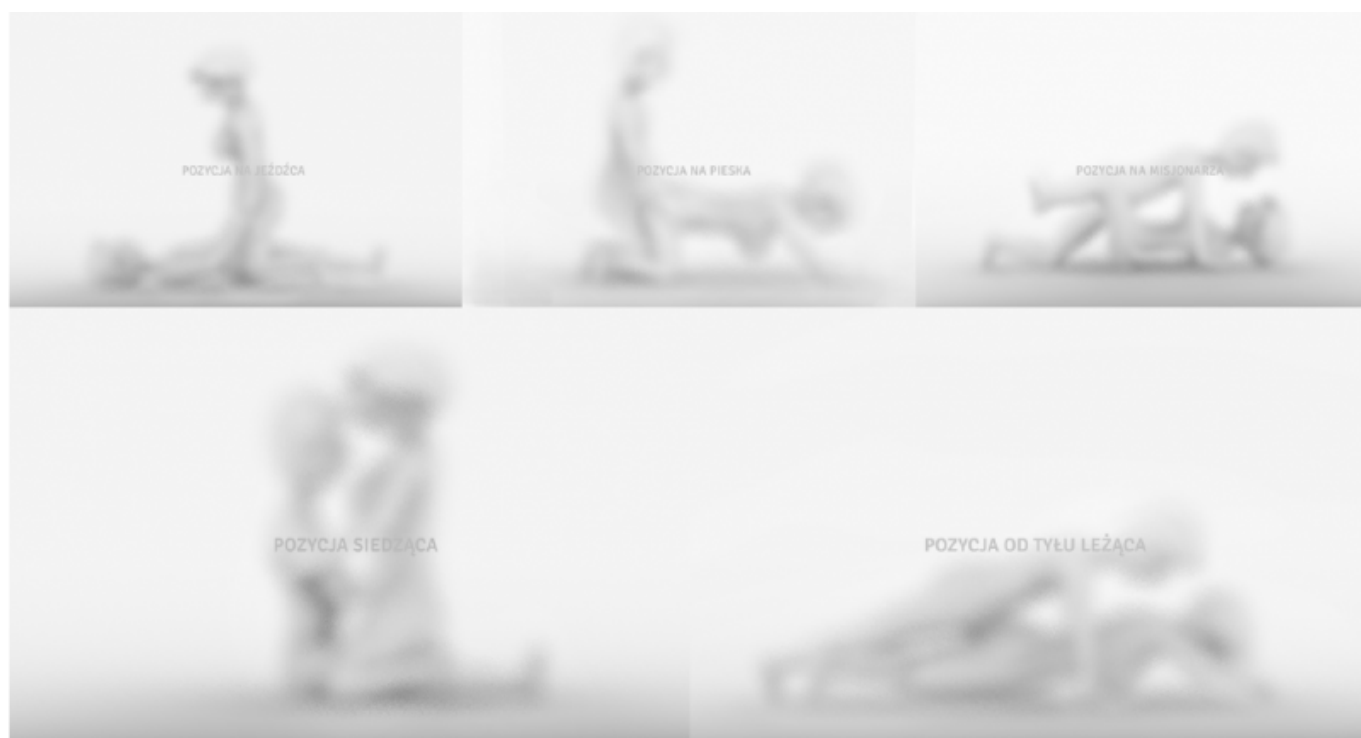 POZYCJA NA JEŹDŹCA
POZYCJA NA PIESKA
POZYCJA NA MISJONARZA
POZYCJA SIEDZĄCA
POZYCJA OD TYŁU LEŻĄCA